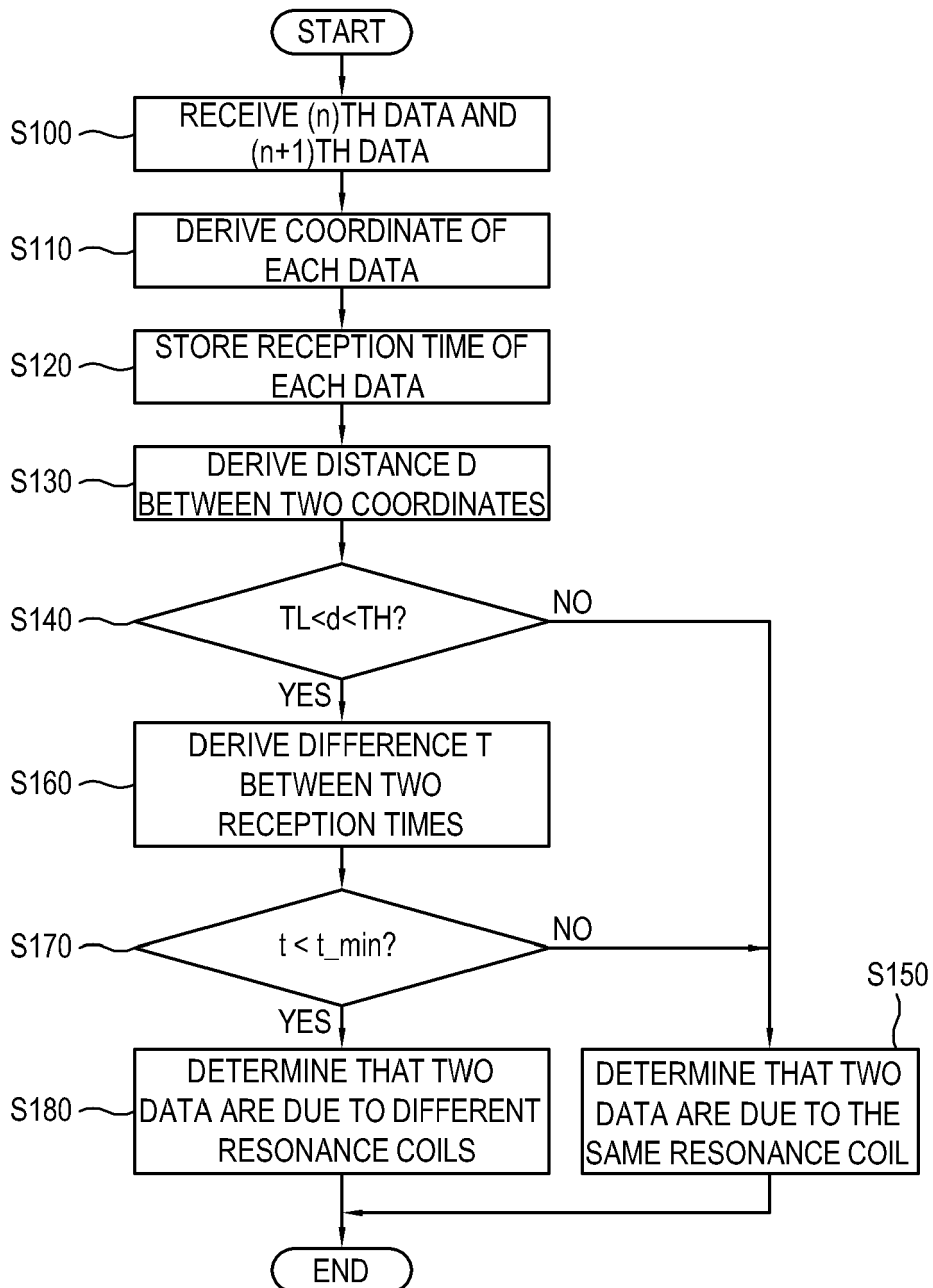 START
S100
RECEIVE (n)TH DATA AND
(n+1)TH DATA
S110
DERIVE COORDINATE OF
EACH DATA
S120
STORE RECEPTION TIME OF
EACH DATA
S130
DERIVE DISTANCE D
BETWEEN TWO COORDINATES
S140
TL<d<TH?
NO
YES
S160
DERIVE DIFFERENCE T
BETWEEN TWO
RECEPTION TIMES
S170
t < t_min?
NO
YES
S180
DETERMINE THAT TWO
DATA ARE DUE TO DIFFERENT
RESONANCE COILS
S150
DETERMINE THAT TWO
DATA ARE DUE TO THE
SAME RESONANCE COIL
END